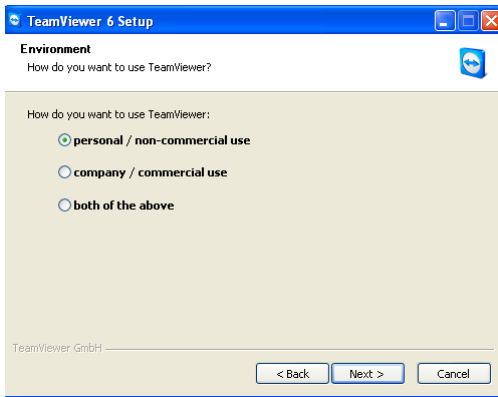 TeamViewer 6 Setup
Environment
How do you want to use TeamViewer?
How do you want to use TeamViewer:
personal / non-commercial use
company / commercial use
both of the above
TeamViewer GmbH
< Back Next > Cancel